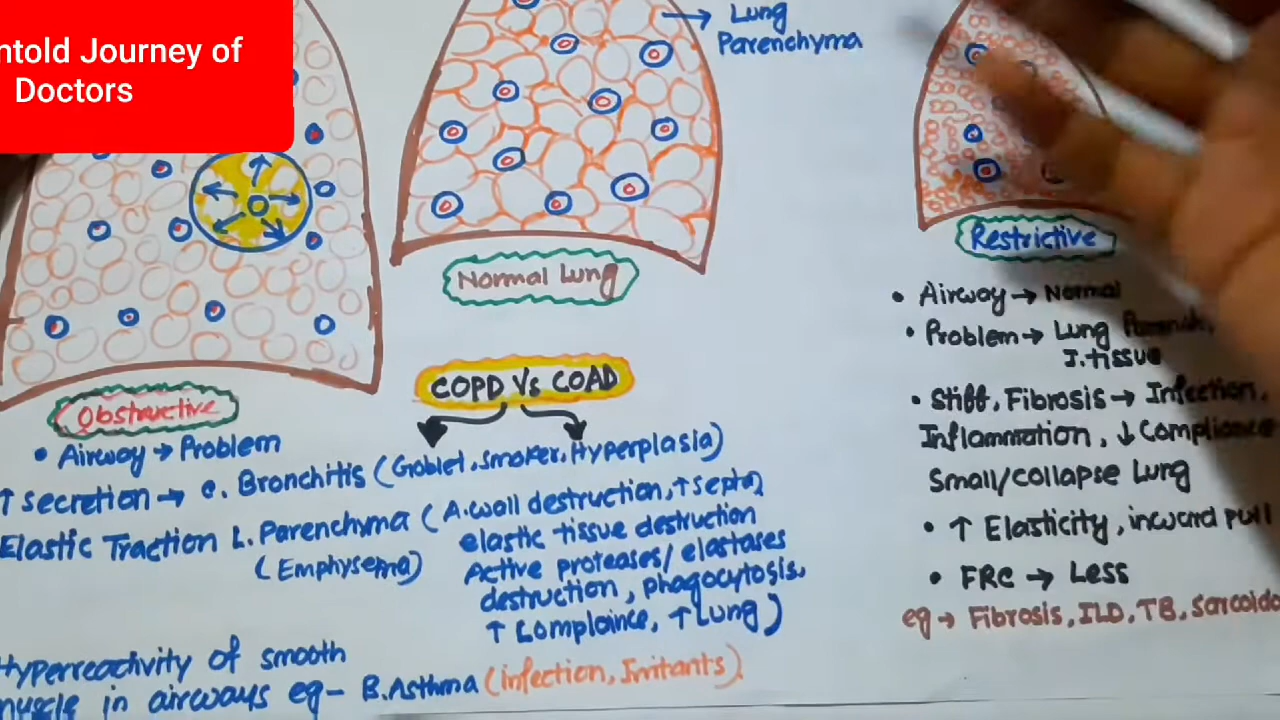 ntold Journey of
Doctors
Lung
Parenchyma
Normal Lung
Restrictive
COPD Vs COAD
Obstructive
• Airway → Problem
↑ secretion → c. Bronchitis (Goblet, smoker, Hyperplasia)
Elastic Traction L. Parenchyma (A.wall destruction, ↑ septa,
(Emphysema)
elastic tissue destruction
Active proteases/elastases
destruction, phagocytosis.
↑ Complaince, ↑ Lung)
Hyperreactivity of smooth
muscle in airways eg- B.Asthma (infection, Irritants)
• Airway → Normal
• Problem → Lung
I.tissue
• Stiff, Fibrosis → Infection,
Inflammation, ↓ Compliance
Small/collapse Lung
• ↑ Elasticity, inward pull
• FRC → Less
eg → Fibrosis, ILD, TB, Sarcoido